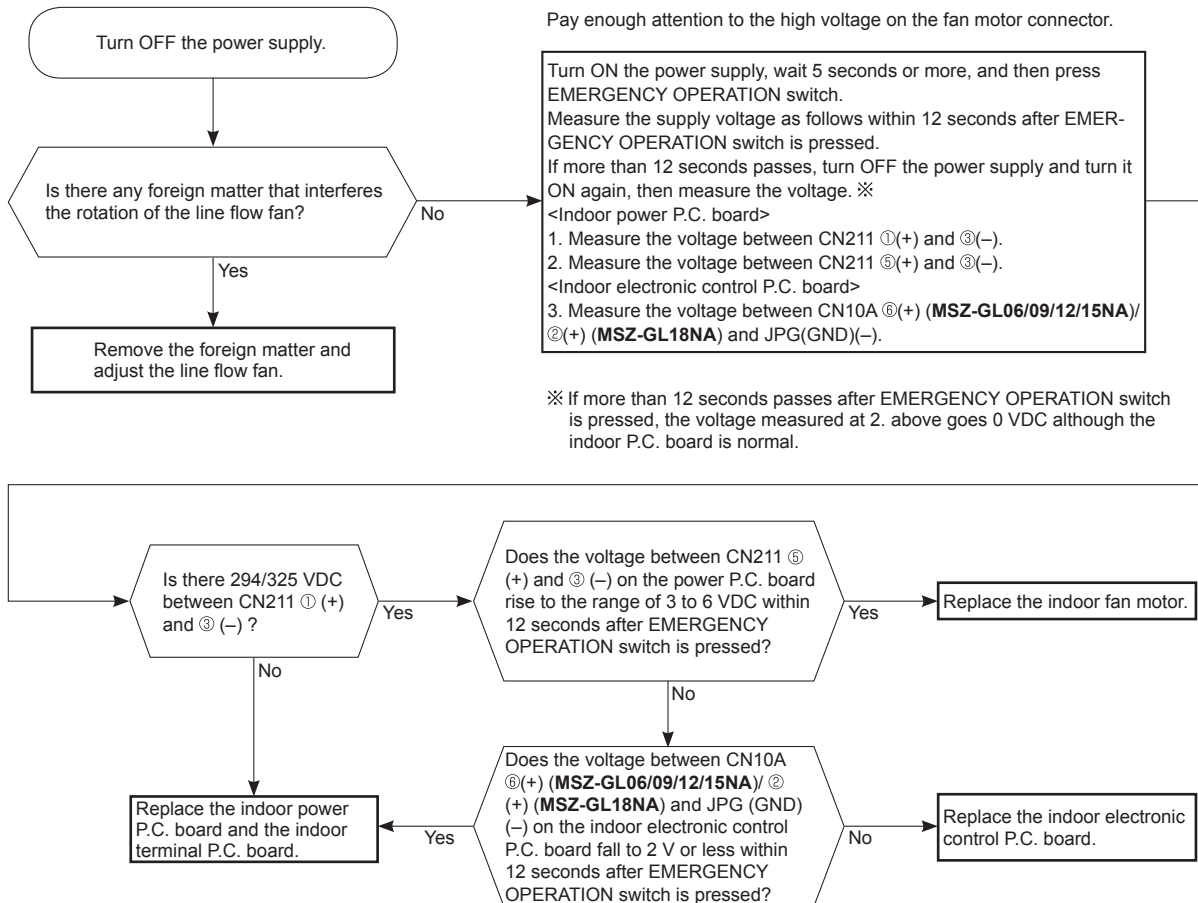 Turn OFF the power supply.
Is there any foreign matter that interferes
the rotation of the line flow fan?
No
Yes
Remove the foreign matter and
adjust the line flow fan.
Pay enough attention to the high voltage on the fan motor connector.
Turn ON the power supply, wait 5 seconds or more, and then press
EMERGENCY OPERATION switch.
Measure the supply voltage as follows within 12 seconds after EMER-
GENCY OPERATION switch is pressed.
If more than 12 seconds passes, turn OFF the power supply and turn it
ON again, then measure the voltage. ※
<Indoor power P.C. board>
1. Measure the voltage between CN211 ①(+) and ③(–).
2. Measure the voltage between CN211 ⑤(+) and ③(–).
<Indoor electronic control P.C. board>
3. Measure the voltage between CN10A ⑥(+) (MSZ-GL06/09/12/15NA)/
②(+) (MSZ-GL18NA) and JPG(GND)(–).
※ If more than 12 seconds passes after EMERGENCY OPERATION switch
is pressed, the voltage measured at 2. above goes 0 VDC although the
indoor P.C. board is normal.
Is there 294/325 VDC
between CN211 ① (+)
and ③ (–) ?
Yes
No
Does the voltage between CN211 ⑤
(+) and ③ (–) on the power P.C. board
rise to the range of 3 to 6 VDC within
12 seconds after EMERGENCY
OPERATION switch is pressed?
Yes
No
Replace the indoor fan motor.
Does the voltage between CN10A
⑥(+) (MSZ-GL06/09/12/15NA)/ ②
(+) (MSZ-GL18NA) and JPG (GND)
(–) on the indoor electronic control
P.C. board fall to 2 V or less within
12 seconds after EMERGENCY
OPERATION switch is pressed?
Yes
No
Replace the indoor power
P.C. board and the indoor
terminal P.C. board.
Replace the indoor electronic
control P.C. board.